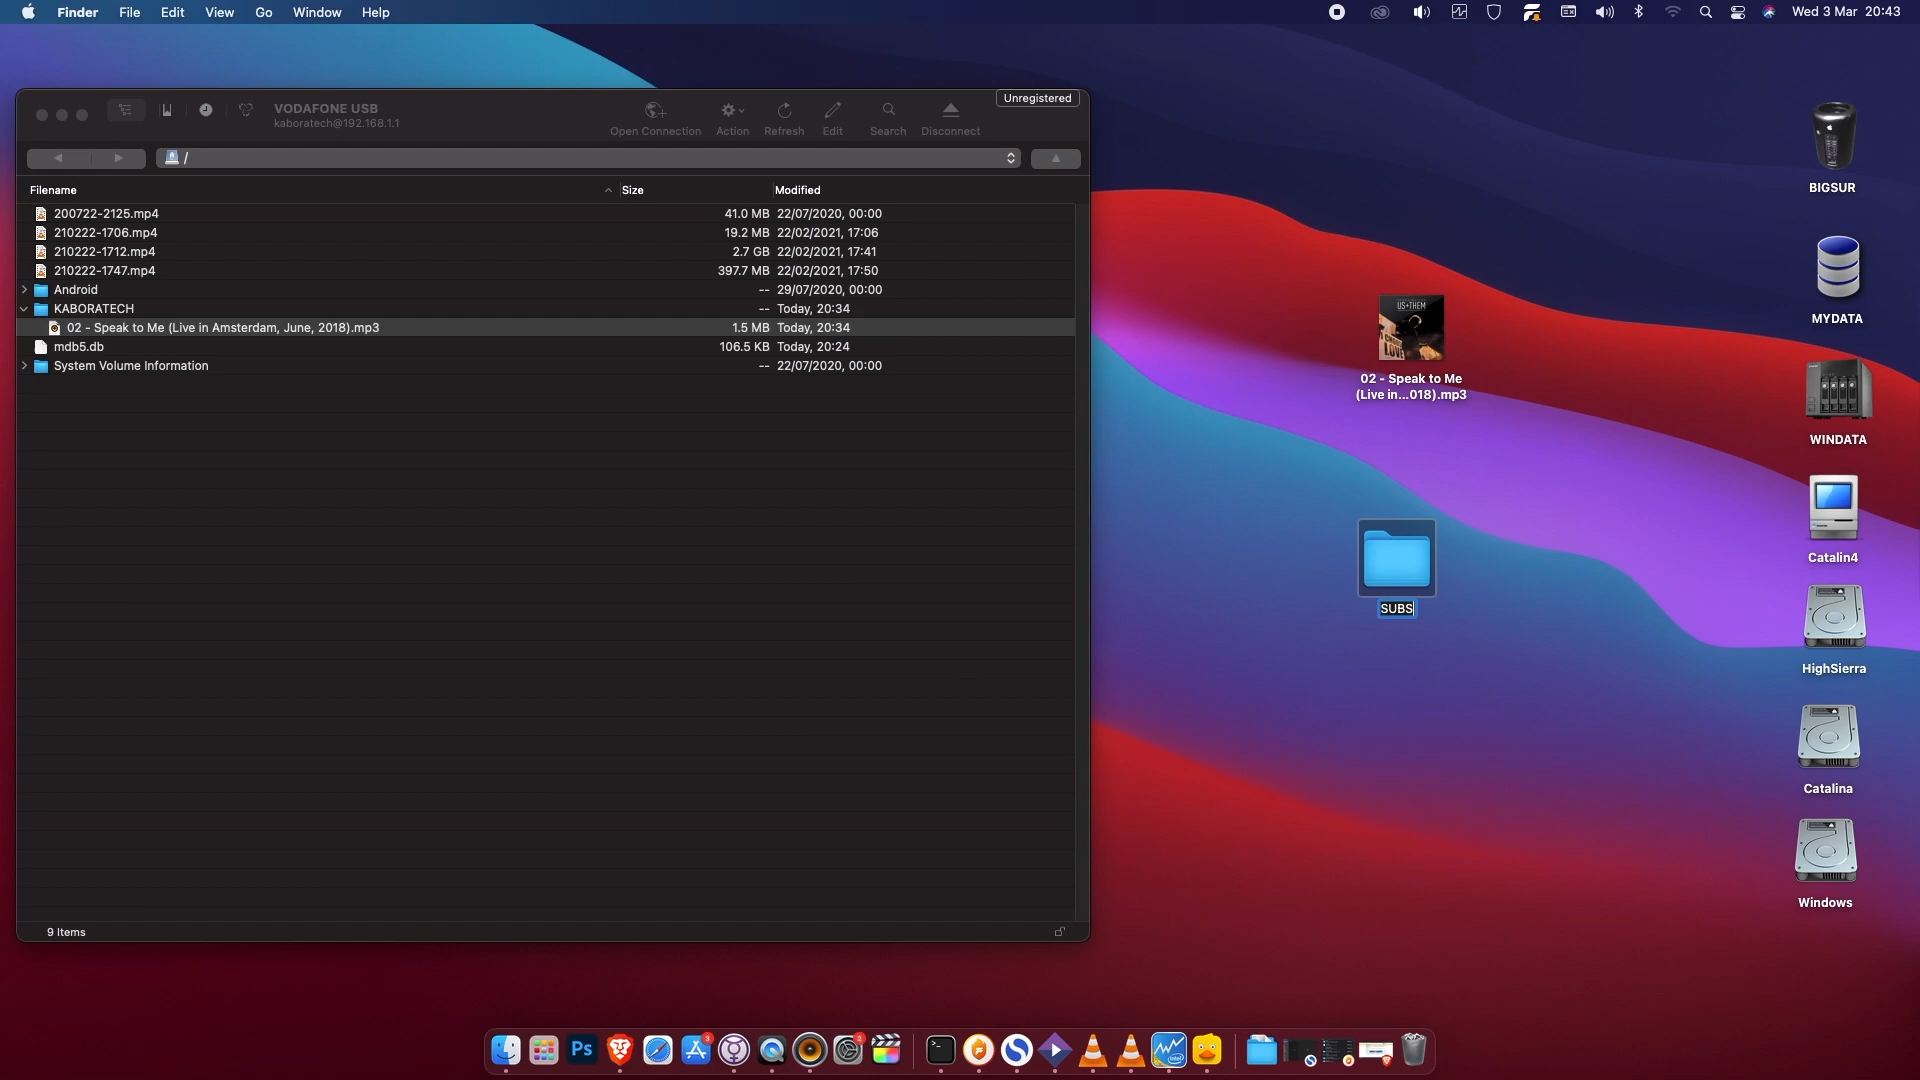 Finder File Edit View Go Window Help
Wed 3 Mar 20:43
VODAFONE USB
kaboratech@192.168.1.1
Unregistered
Open Connection Action Refresh Edit Search Disconnect
/
Filename Size Modified
200722-2125.mp4 41.0 MB 22/07/2020, 00:00
210222-1706.mp4 19.2 MB 22/02/2021, 17:06
210222-1712.mp4 2.7 GB 22/02/2021, 17:41
210222-1747.mp4 397.7 MB 22/02/2021, 17:50
Android -- 29/07/2020, 00:00
KABORATECH -- Today, 20:34
02 - Speak to Me (Live in Amsterdam, June, 2018).mp3 1.5 MB Today, 20:34
mdb5.db 106.5 KB Today, 20:24
System Volume Information -- 22/07/2020, 00:00
9 Items
US+THEM
02 - Speak to Me
(Live in...018).mp3
SUBS
BIGSUR
MYDATA
WINDATA
Catalin4
HighSierra
Catalina
Windows
Ps
3
2
intel